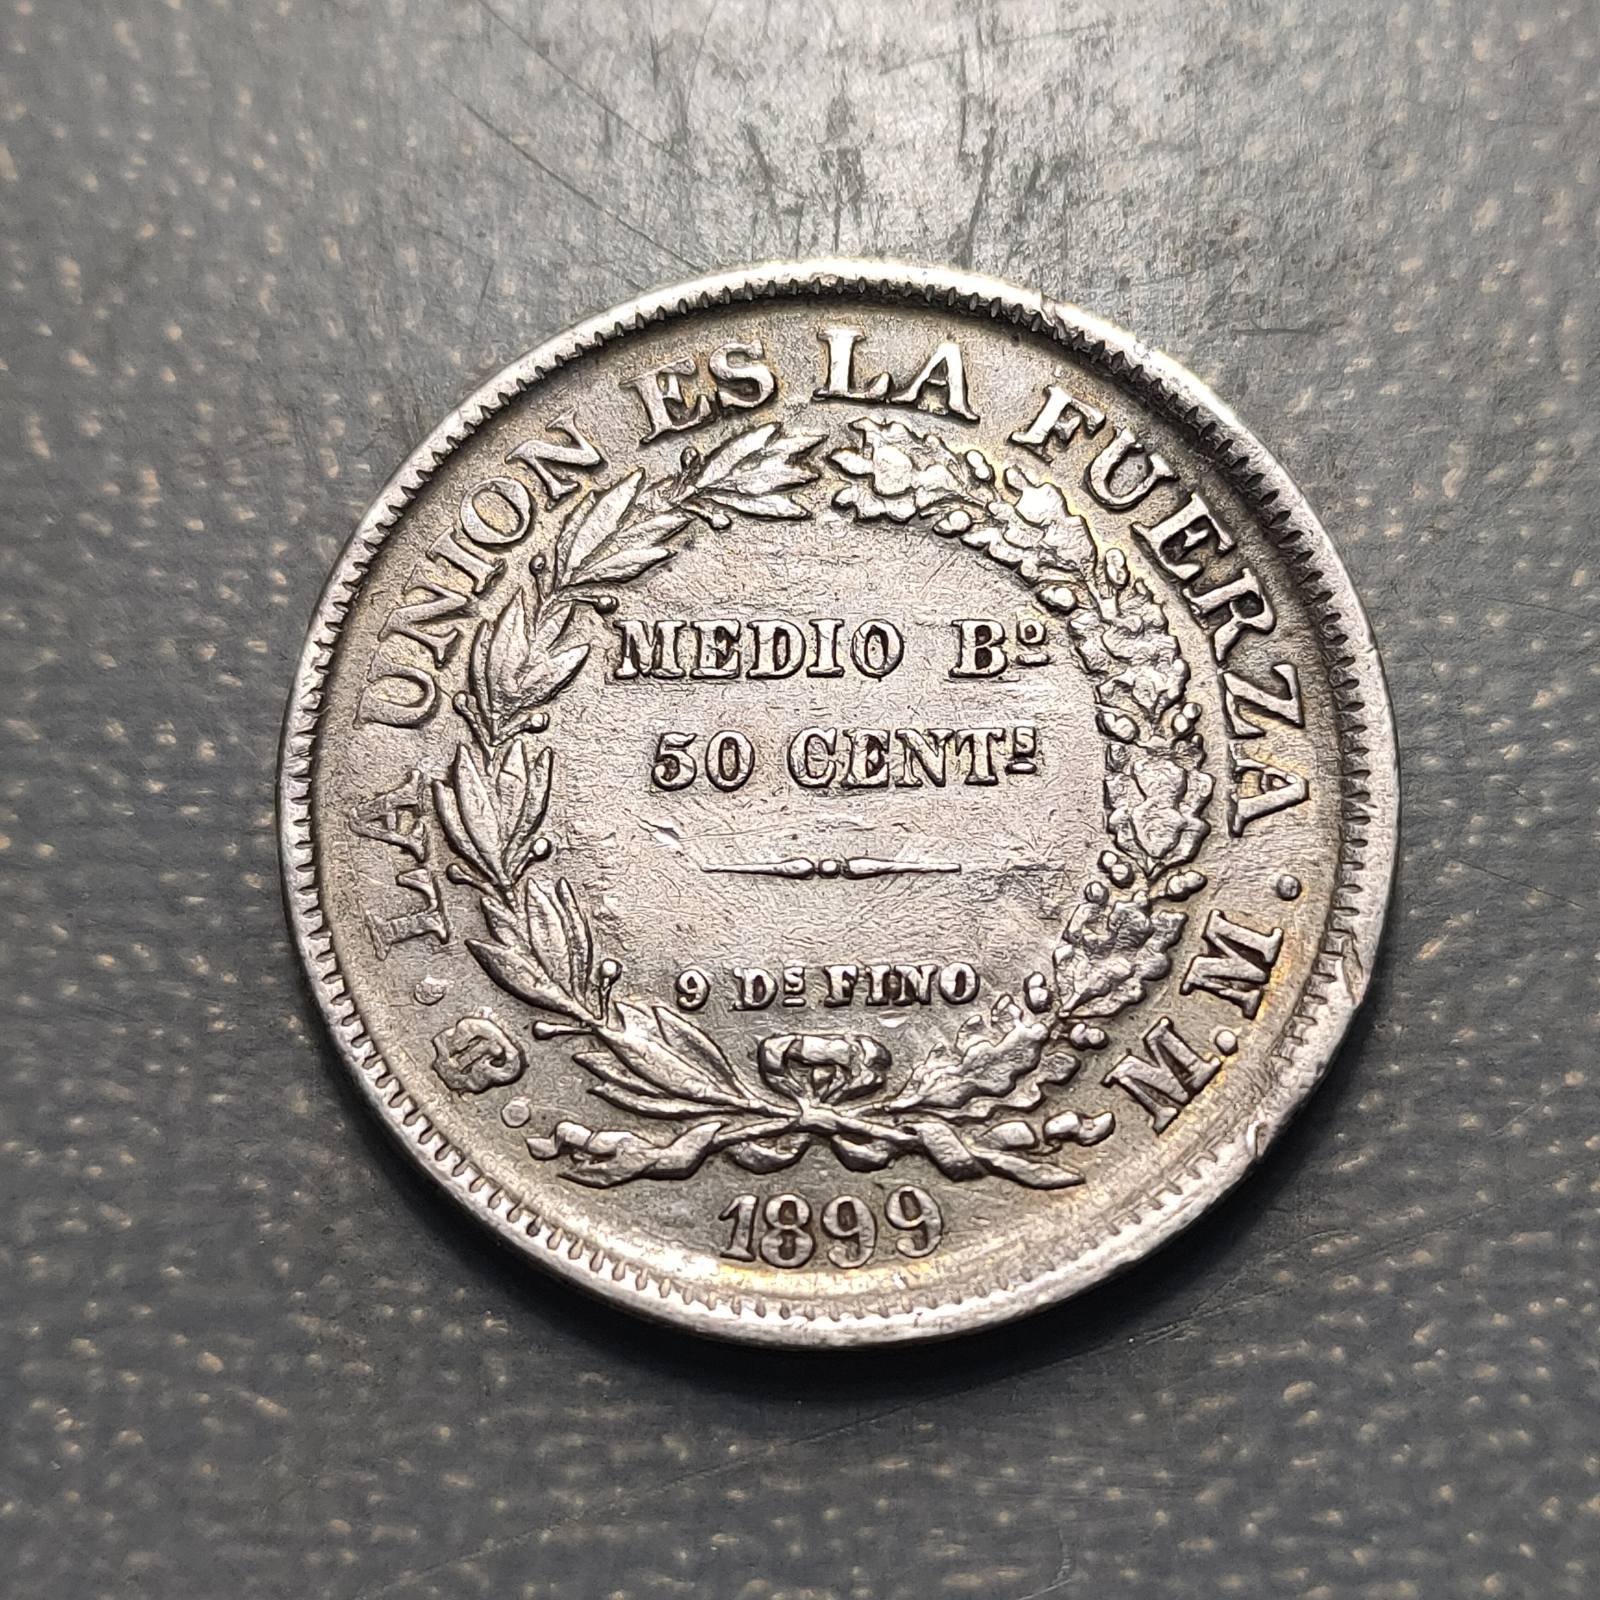 LA UNION ES LA FUERZA · M. M.
MEDIO Bº
50 CENTˢ
9 Dˢ FINO
1899